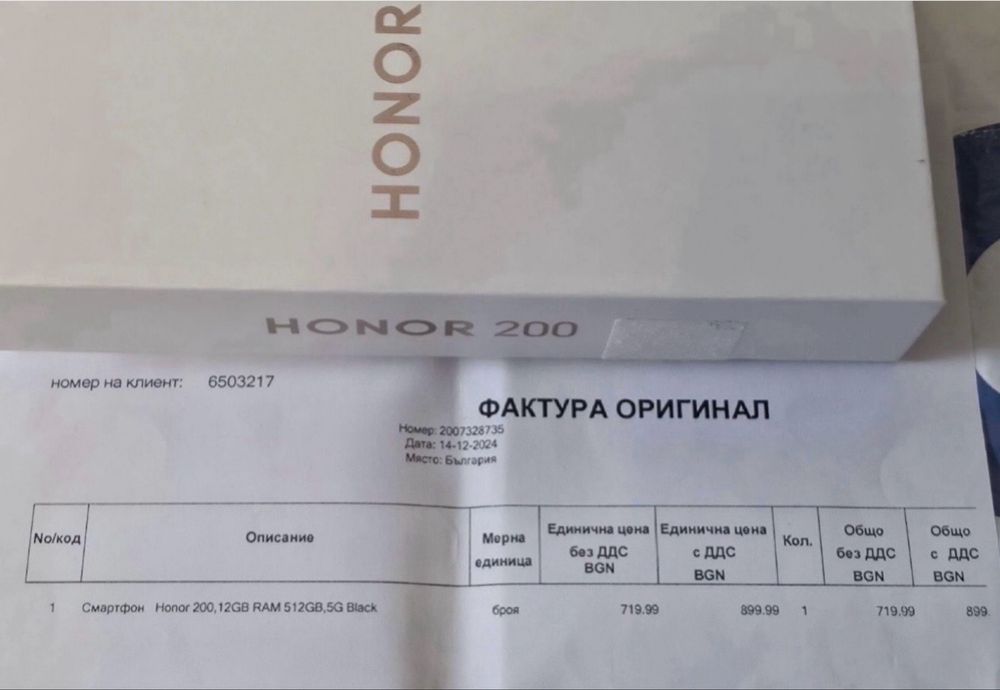 HONOR
HONOR 200
номер на клиент: 6503217
ФАКТУРА ОРИГИНАЛ
Номер: 2007328735
Дата: 14-12-2024
Място: България
No/код Описание Мерна единица Единична цена без ДДС BGN Единична цена с ДДС BGN Кол. Общо без ДДС BGN Общо с ДДС BGN
1 Смартфон Honor 200,12GB RAM 512GB,5G Black броя 719.99 899.99 1 719.99 899.